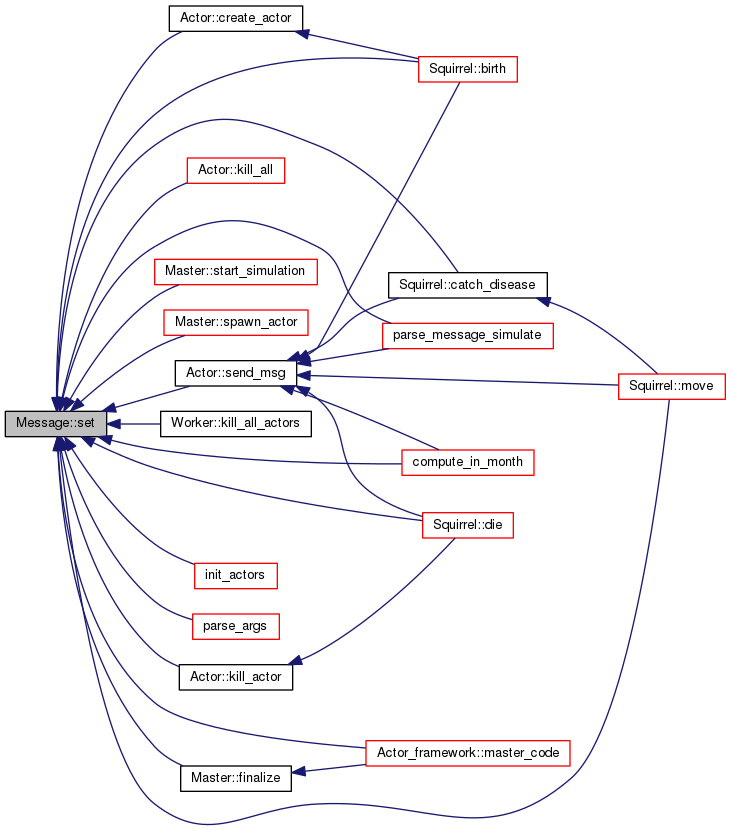 Actor::create_actor
Squirrel::birth
Actor::kill_all
Master::start_simulation
Squirrel::catch_disease
Master::spawn_actor
parse_message_simulate
Actor::send_msg
Squirrel::move
Message::set
Worker::kill_all_actors
compute_in_month
Squirrel::die
init_actors
parse_args
Actor::kill_actor
Actor_framework::master_code
Master::finalize